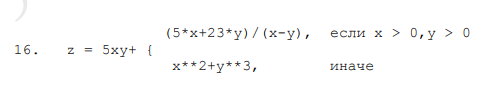 (5*x+23*y)/(x-y), если x > 0,y > 0
16. z = 5xy+ {
x**2+y**3, иначе